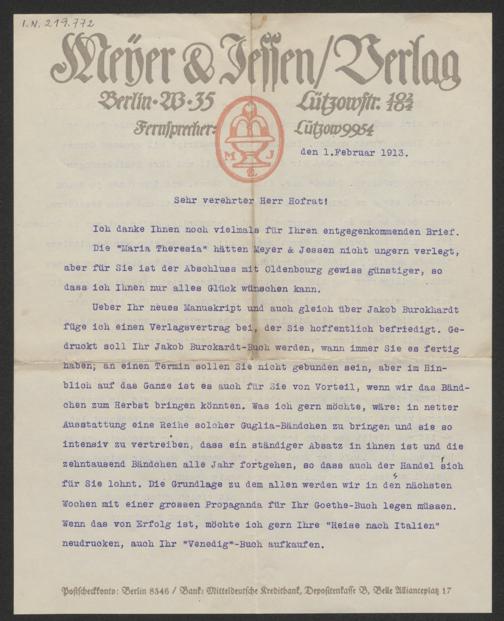 I.N. 219.772
Meyer & Jessen/Verlag
Berlin·W·35 Lützowstr. 102/104
Fernsprecher: Lützow 9954
M J
&
den 1.Februar 1913.
Sehr verehrter Herr Hofrat!
Ich danke Ihnen noch vielmals für Ihren entgegenkommenden Brief.
Die "Maria Theresia" hätten Meyer & Jessen nicht ungern verlegt,
aber für Sie ist der Abschluss mit Oldenbourg gewiss günstiger, so
dass ich Ihnen nur alles Glück wünschen kann.
Ueber Ihr neues Manuskript und auch gleich über Jakob Burckhardt
füge ich einen Verlagsvertrag bei, der Sie hoffentlich befriedigt. Ge-
druckt soll Ihr Jakob Burckardt-Buch werden, wann immer Sie es fertig
haben; an einen Termin sollen Sie nicht gebunden sein, aber im Hin-
blich auf das Ganze ist es auch für Sie von Vorteil, wenn wir das Bänd-
chen zum Herbst bringen könnten. Was ich gern möchte, wäre: in netter
Ausstattung eine Reihe solcher Guglia-Bändchen zu bringen und sie so
intensiv zu vertreiben, dass ein ständiger Absatz in ihnen ist und die
zehntausend Bändchen alle Jahr fortgehen, so dass auch der Handel sich
für Sie lohnt. Die Grundlage zu dem allen werden wir in den nächsten
Wochen mit einer grossen Propaganda für Ihr Goethe-Buch legen müssen.
Wenn das von Erfolg ist, möchte ich gern Ihre "Reise nach Italien"
neudrucken, auch Ihr "Venedig"-Buch aufkaufen.
Postscheckkonto: Berlin 8346 / Bank: Mitteldeutsche Kreditbank, Depositenkasse B, Belle Allianceplatz 17